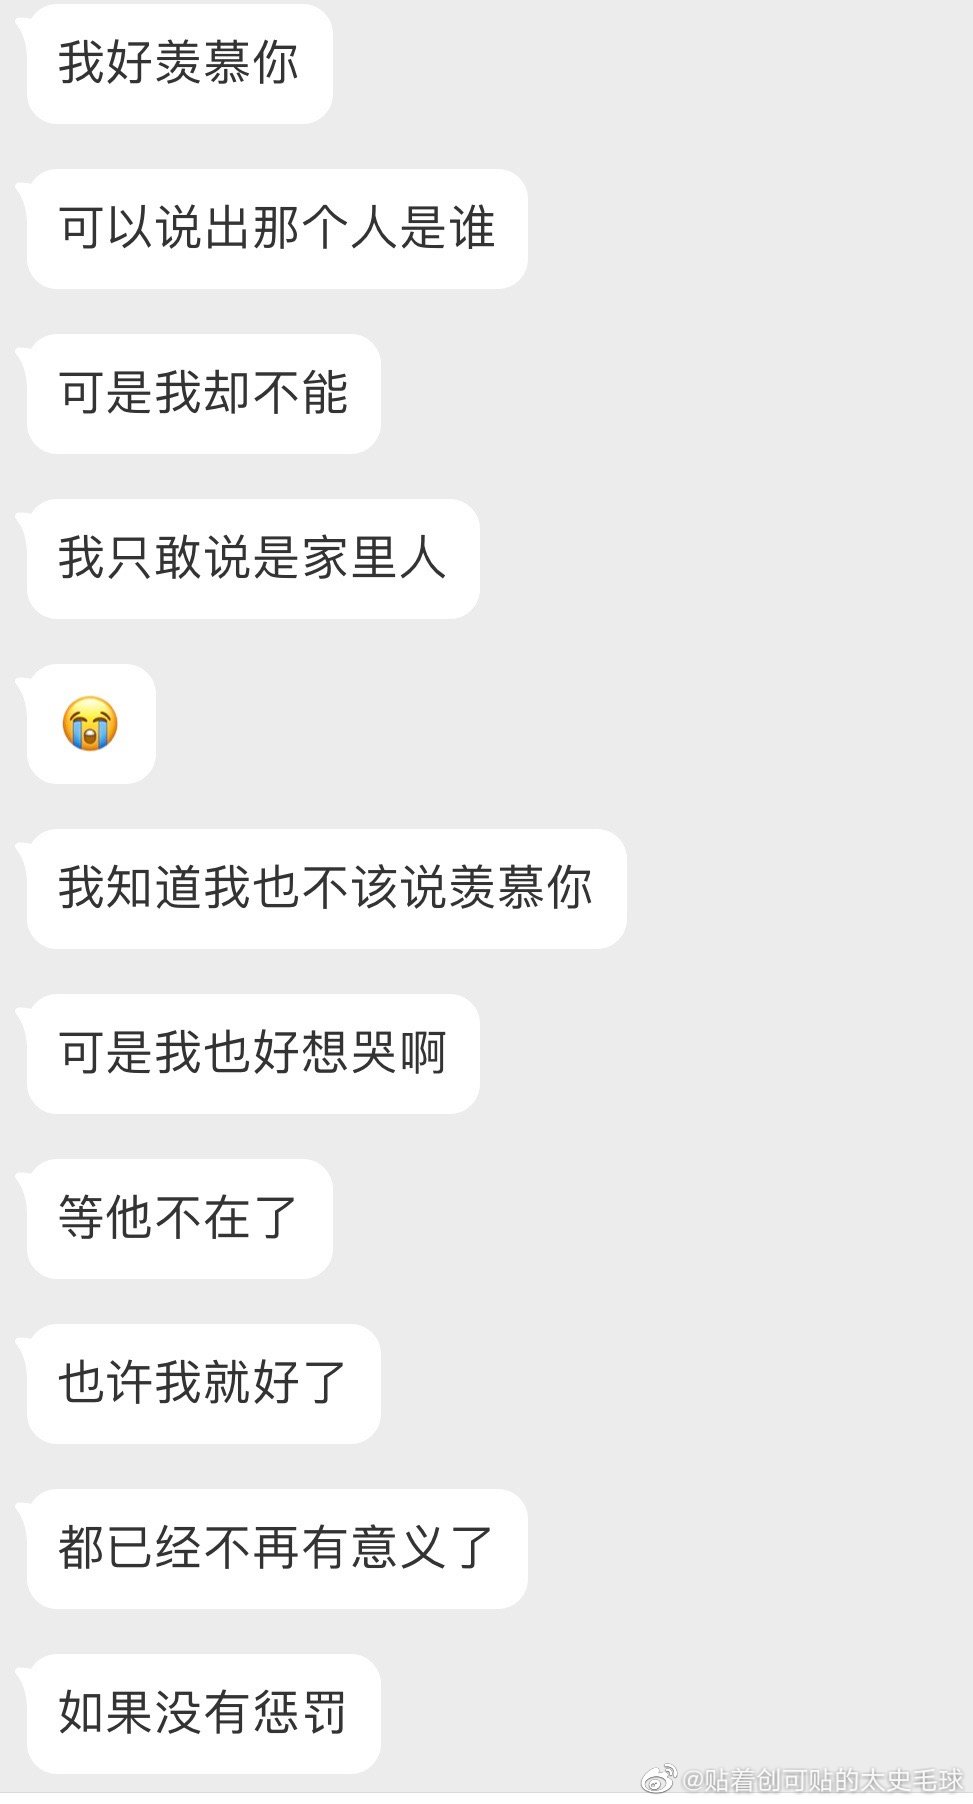 我好羡慕你
可以说出那个人是谁
可是我却不能
我只敢说是家里人
😭
我知道我也不该说羡慕你
可是我也好想哭啊
等他不在了
也许我就好了
都已经不再有意义了
如果没有惩罚
@贴着创可贴的太史毛球